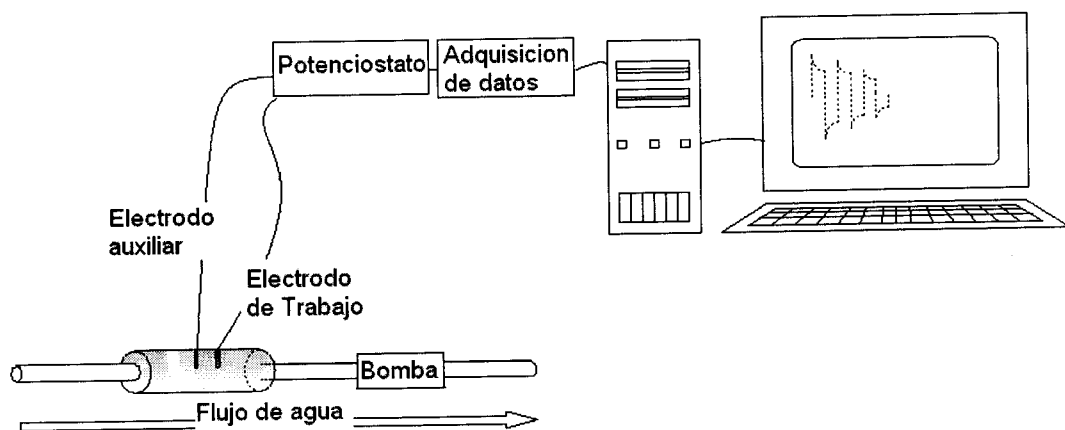 Potenciostato
Adquisicion
de datos
Electrodo
auxiliar
Electrodo
de Trabajo
Bomba
Flujo de agua